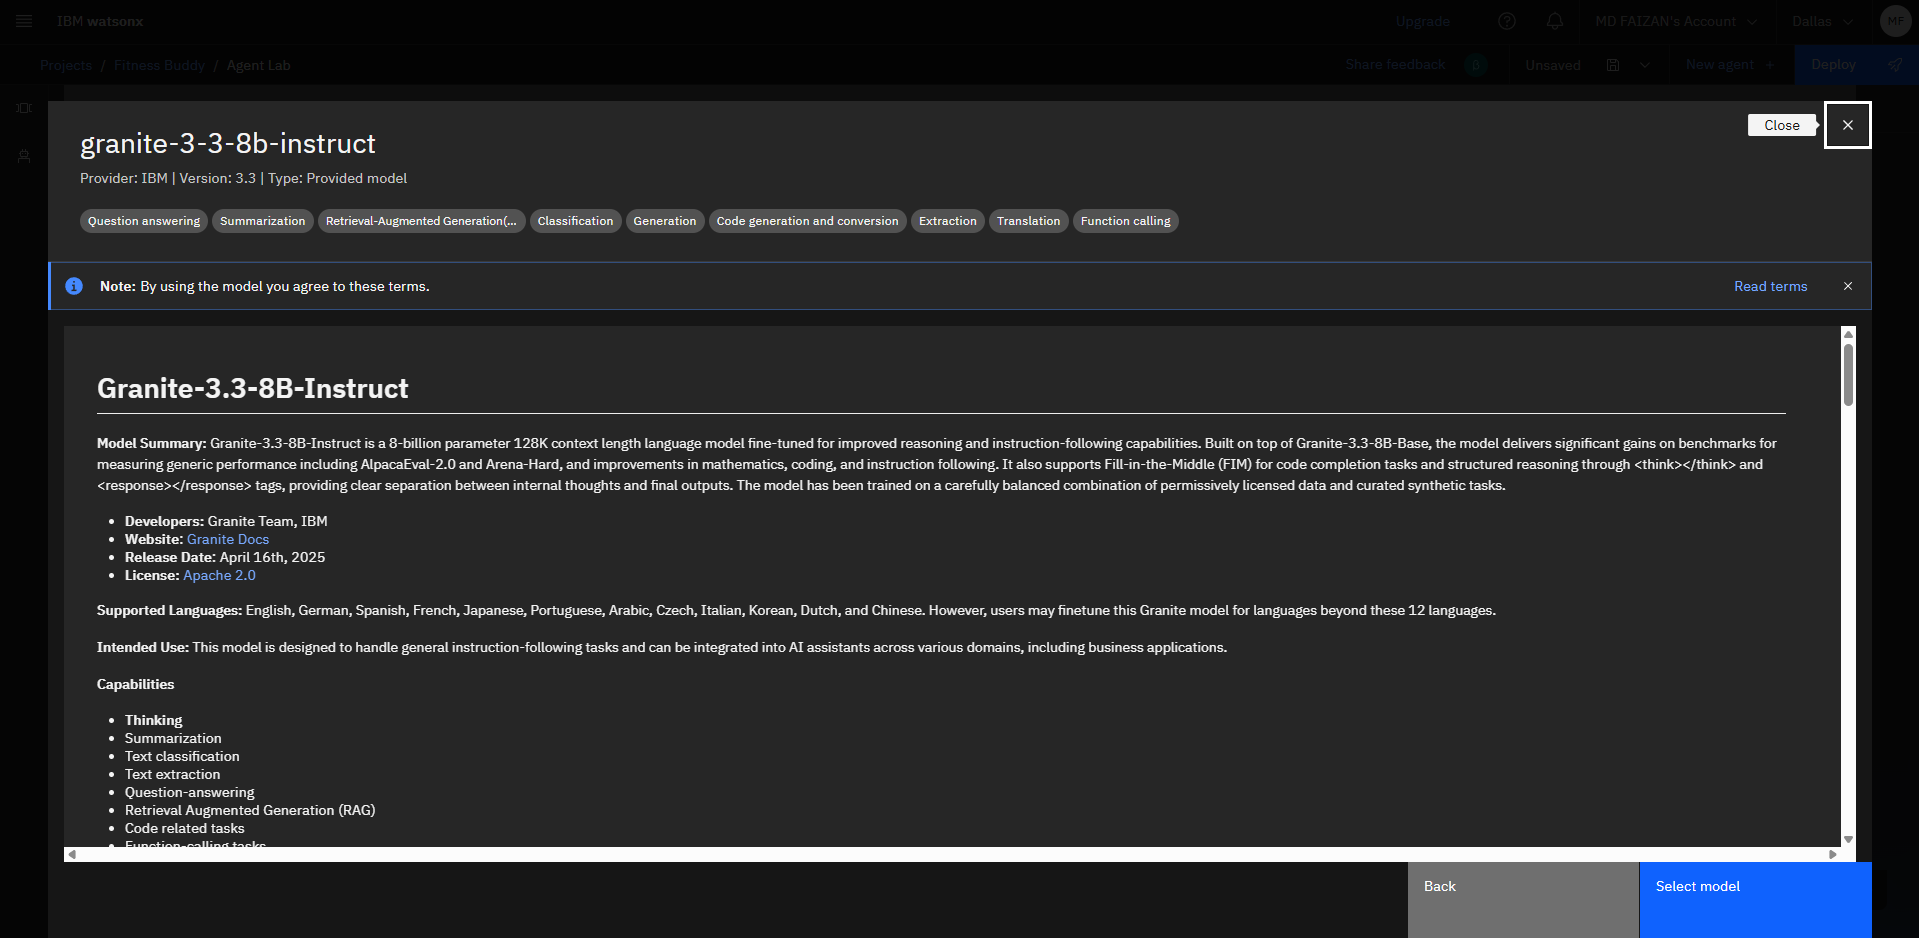 IBM watsonx
Upgrade
MD FAIZAN's Account
Dallas
MF
Projects / Fitness Buddy / Agent Lab
Share feedback
Unsaved
New agent +
Deploy
granite-3-3-8b-instruct
Close
Provider: IBM | Version: 3.3 | Type: Provided model
Question answering Summarization Retrieval-Augmented Generation(... Classification Generation Code generation and conversion Extraction Translation Function calling
Note: By using the model you agree to these terms.
Read terms
Granite-3.3-8B-Instruct
Model Summary: Granite-3.3-8B-Instruct is a 8-billion parameter 128K context length language model fine-tuned for improved reasoning and instruction-following capabilities. Built on top of Granite-3.3-8B-Base, the model delivers significant gains on benchmarks for
measuring generic performance including AlpacaEval-2.0 and Arena-Hard, and improvements in mathematics, coding, and instruction following. It also supports Fill-in-the-Middle (FIM) for code completion tasks and structured reasoning through <think></think> and
<response></response> tags, providing clear separation between internal thoughts and final outputs. The model has been trained on a carefully balanced combination of permissively licensed data and curated synthetic tasks.
• Developers: Granite Team, IBM
• Website: Granite Docs
• Release Date: April 16th, 2025
• License: Apache 2.0
Supported Languages: English, German, Spanish, French, Japanese, Portuguese, Arabic, Czech, Italian, Korean, Dutch, and Chinese. However, users may finetune this Granite model for languages beyond these 12 languages.
Intended Use: This model is designed to handle general instruction-following tasks and can be integrated into AI assistants across various domains, including business applications.
Capabilities
• Thinking
• Summarization
• Text classification
• Text extraction
• Question-answering
• Retrieval Augmented Generation (RAG)
• Code related tasks
• Function-calling tasks
Back
Select model